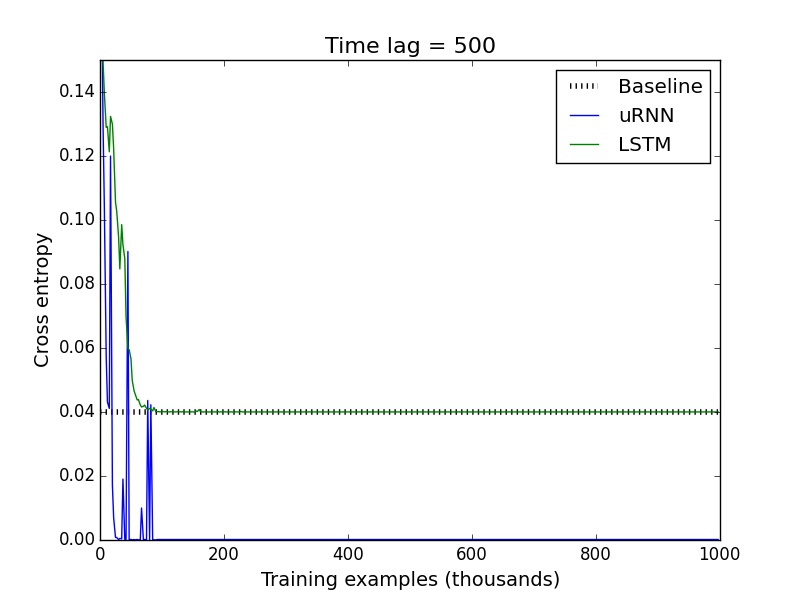 Time lag = 500
Baseline
uRNN
LSTM
Cross entropy
0.14
0.12
0.10
0.08
0.06
0.04
0.02
0.00
0 200 400 600 800 1000
Training examples (thousands)